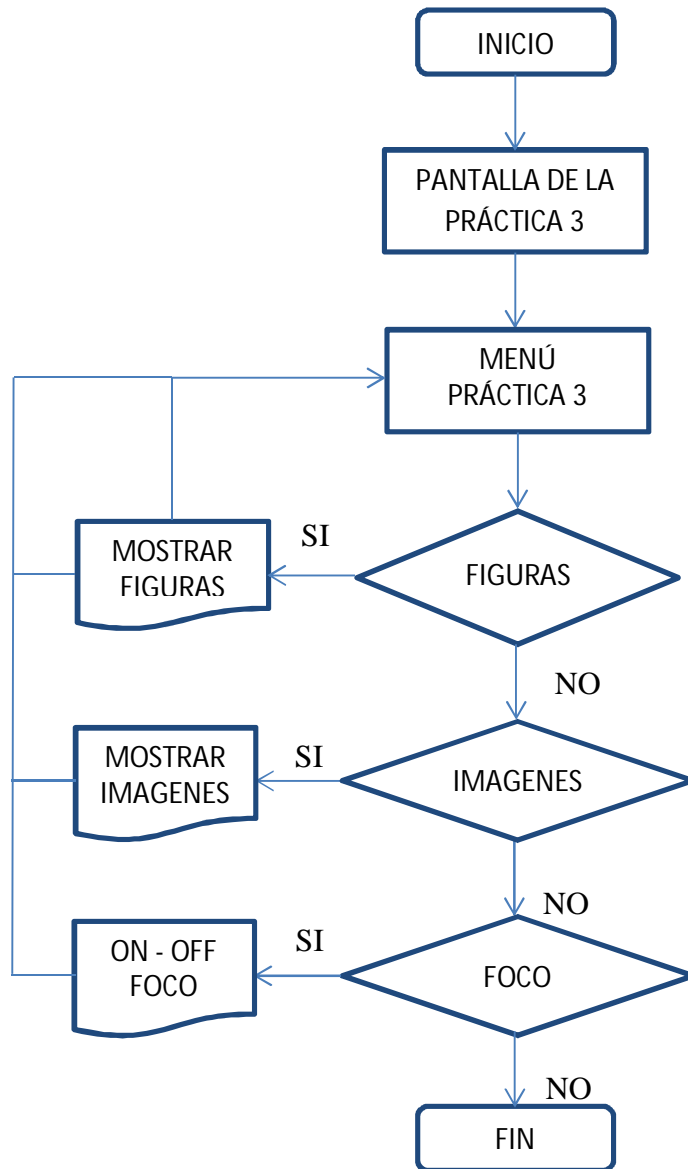 INICIO
PANTALLA DE LA
PRÁCTICA 3
MENÚ
PRÁCTICA 3
MOSTRAR
FIGURAS
SI
FIGURAS
NO
MOSTRAR
IMAGENES
SI
IMAGENES
NO
ON - OFF
FOCO
SI
FOCO
NO
FIN